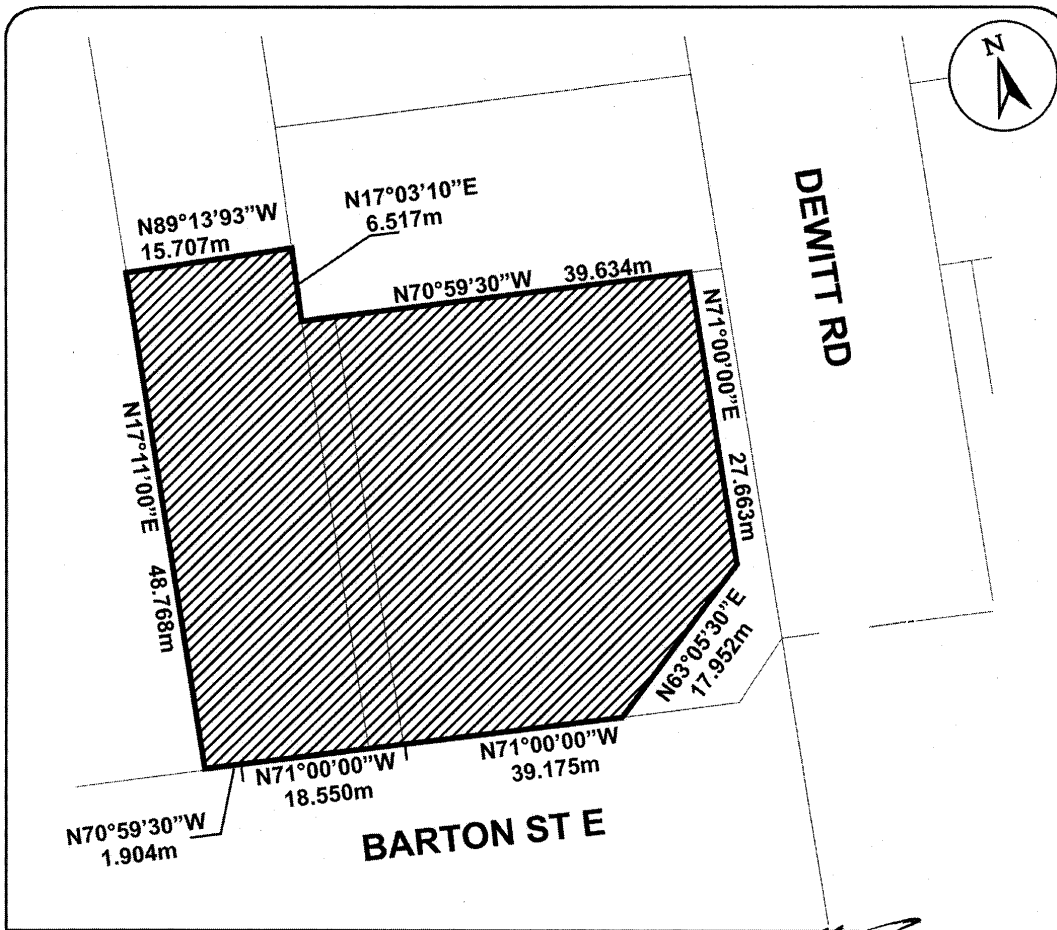 N
N89°13'93”W
15.707m
N17°03'10”E
6.517m
N70°59'30”W 39.634m
DEWITT RD
N71°00'00”E 27.663m
N17°11'00”E 48.768m
N63°05'30”E
17.952m
N71°00'00”W
39.175m
N71°00'00”W
18.550m
N70°59'30”W
1.904m
BARTON ST E